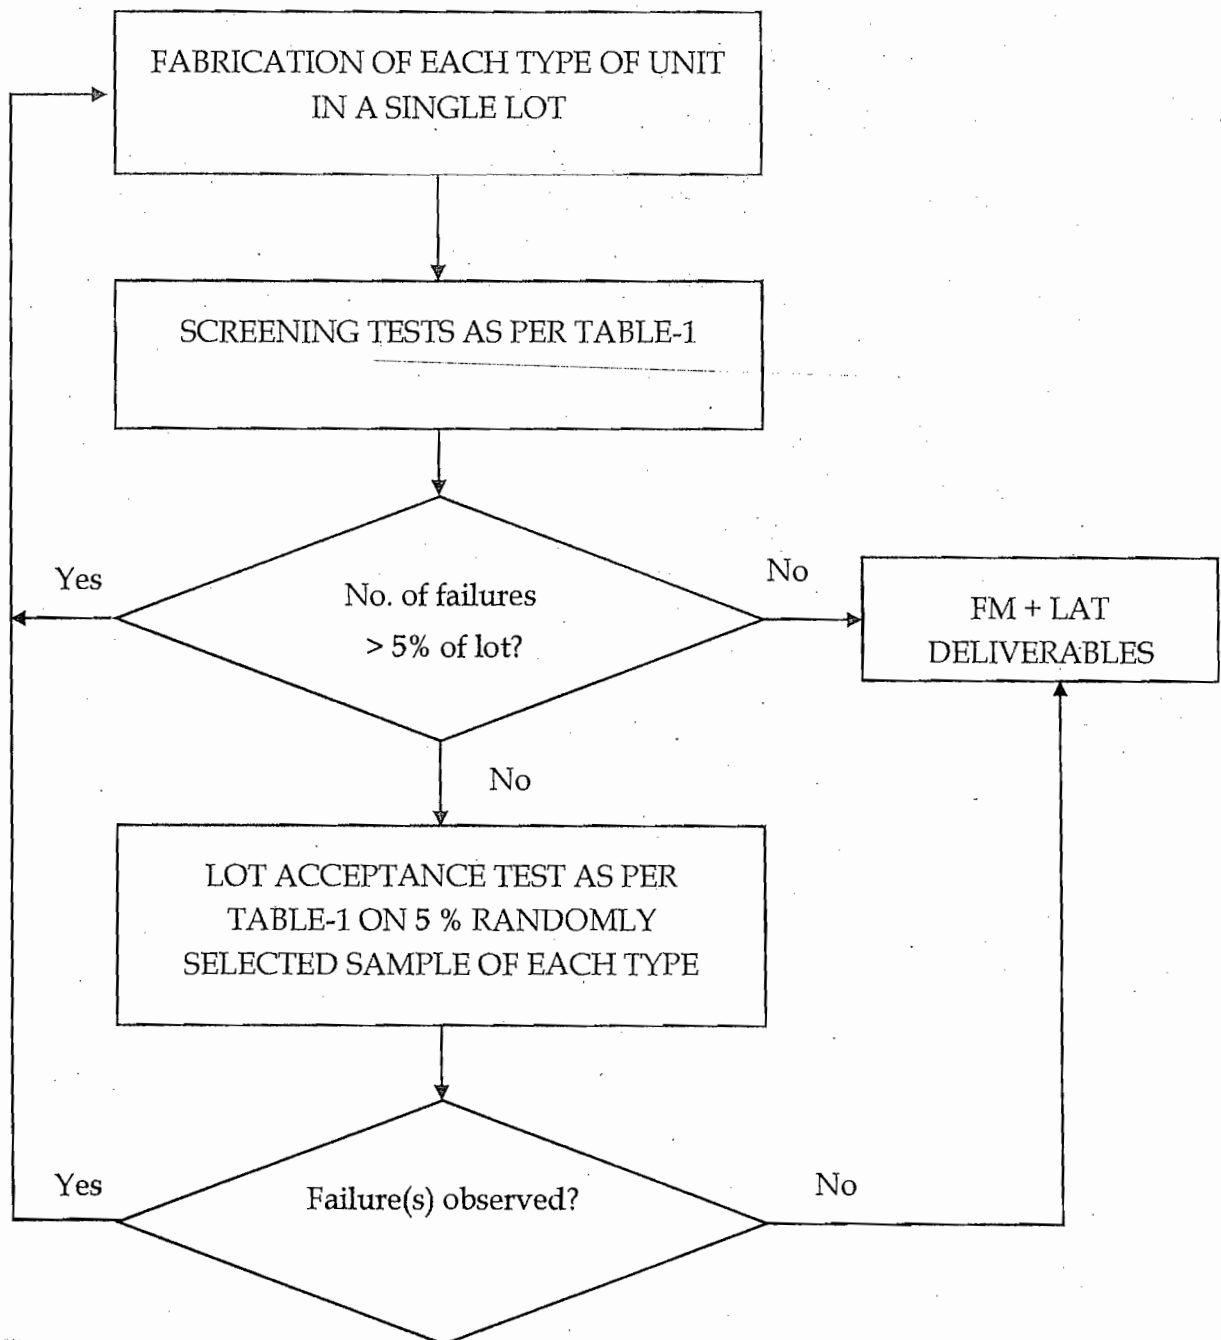 FABRICATION OF EACH TYPE OF UNIT
IN A SINGLE LOT
SCREENING TESTS AS PER TABLE-1
Yes
No. of failures
> 5% of lot?
No
FM + LAT
DELIVERABLES
No
LOT ACCEPTANCE TEST AS PER
TABLE-1 ON 5 % RANDOMLY
SELECTED SAMPLE OF EACH TYPE
Yes
Failure(s) observed?
No